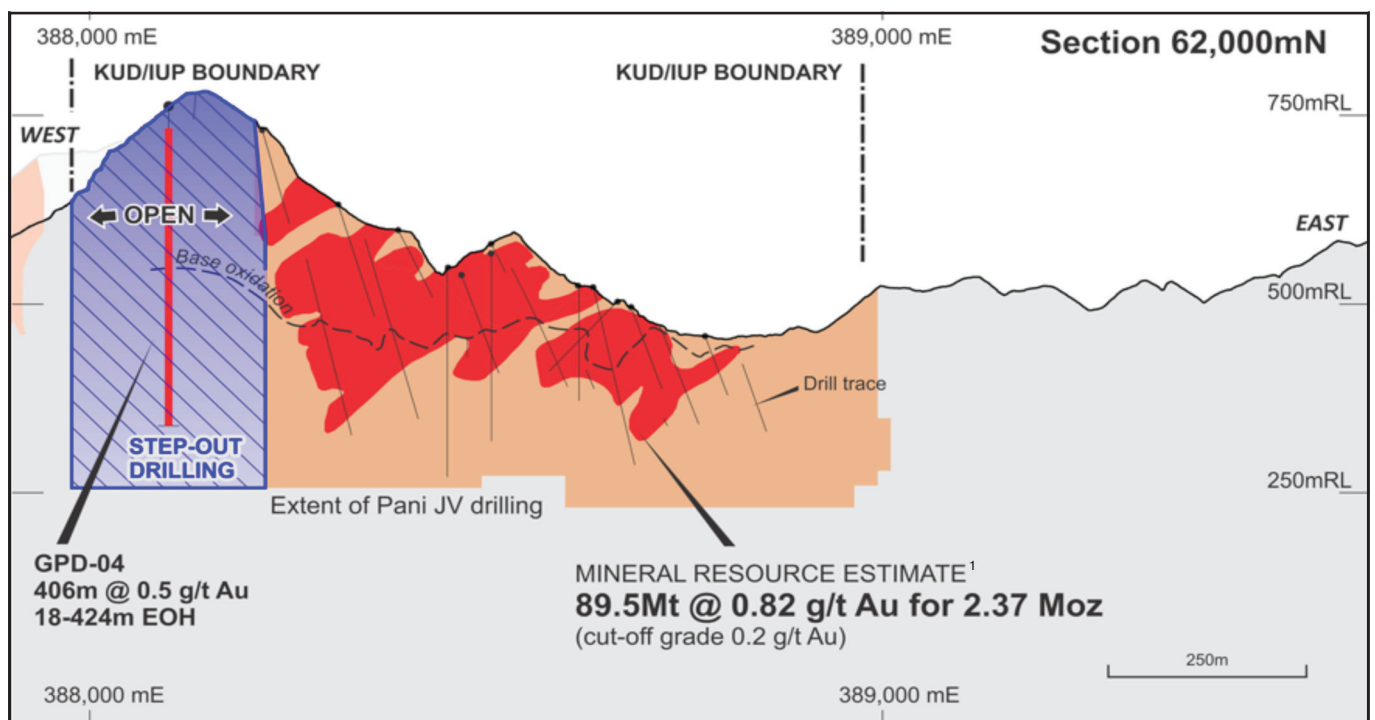 388,000 mE
389,000 mE
Section 62,000mN
KUD/IUP BOUNDARY
KUD/IUP BOUNDARY
750mRL
WEST
OPEN
EAST
Base oxidation
500mRL
Drill trace
STEP-OUT
DRILLING
250mRL
Extent of Pani JV drilling
GPD-04
406m @ 0.5 g/t Au
18-424m EOH
MINERAL RESOURCE ESTIMATE¹
89.5Mt @ 0.82 g/t Au for 2.37 Moz
(cut-off grade 0.2 g/t Au)
250m
388,000 mE
389,000 mE